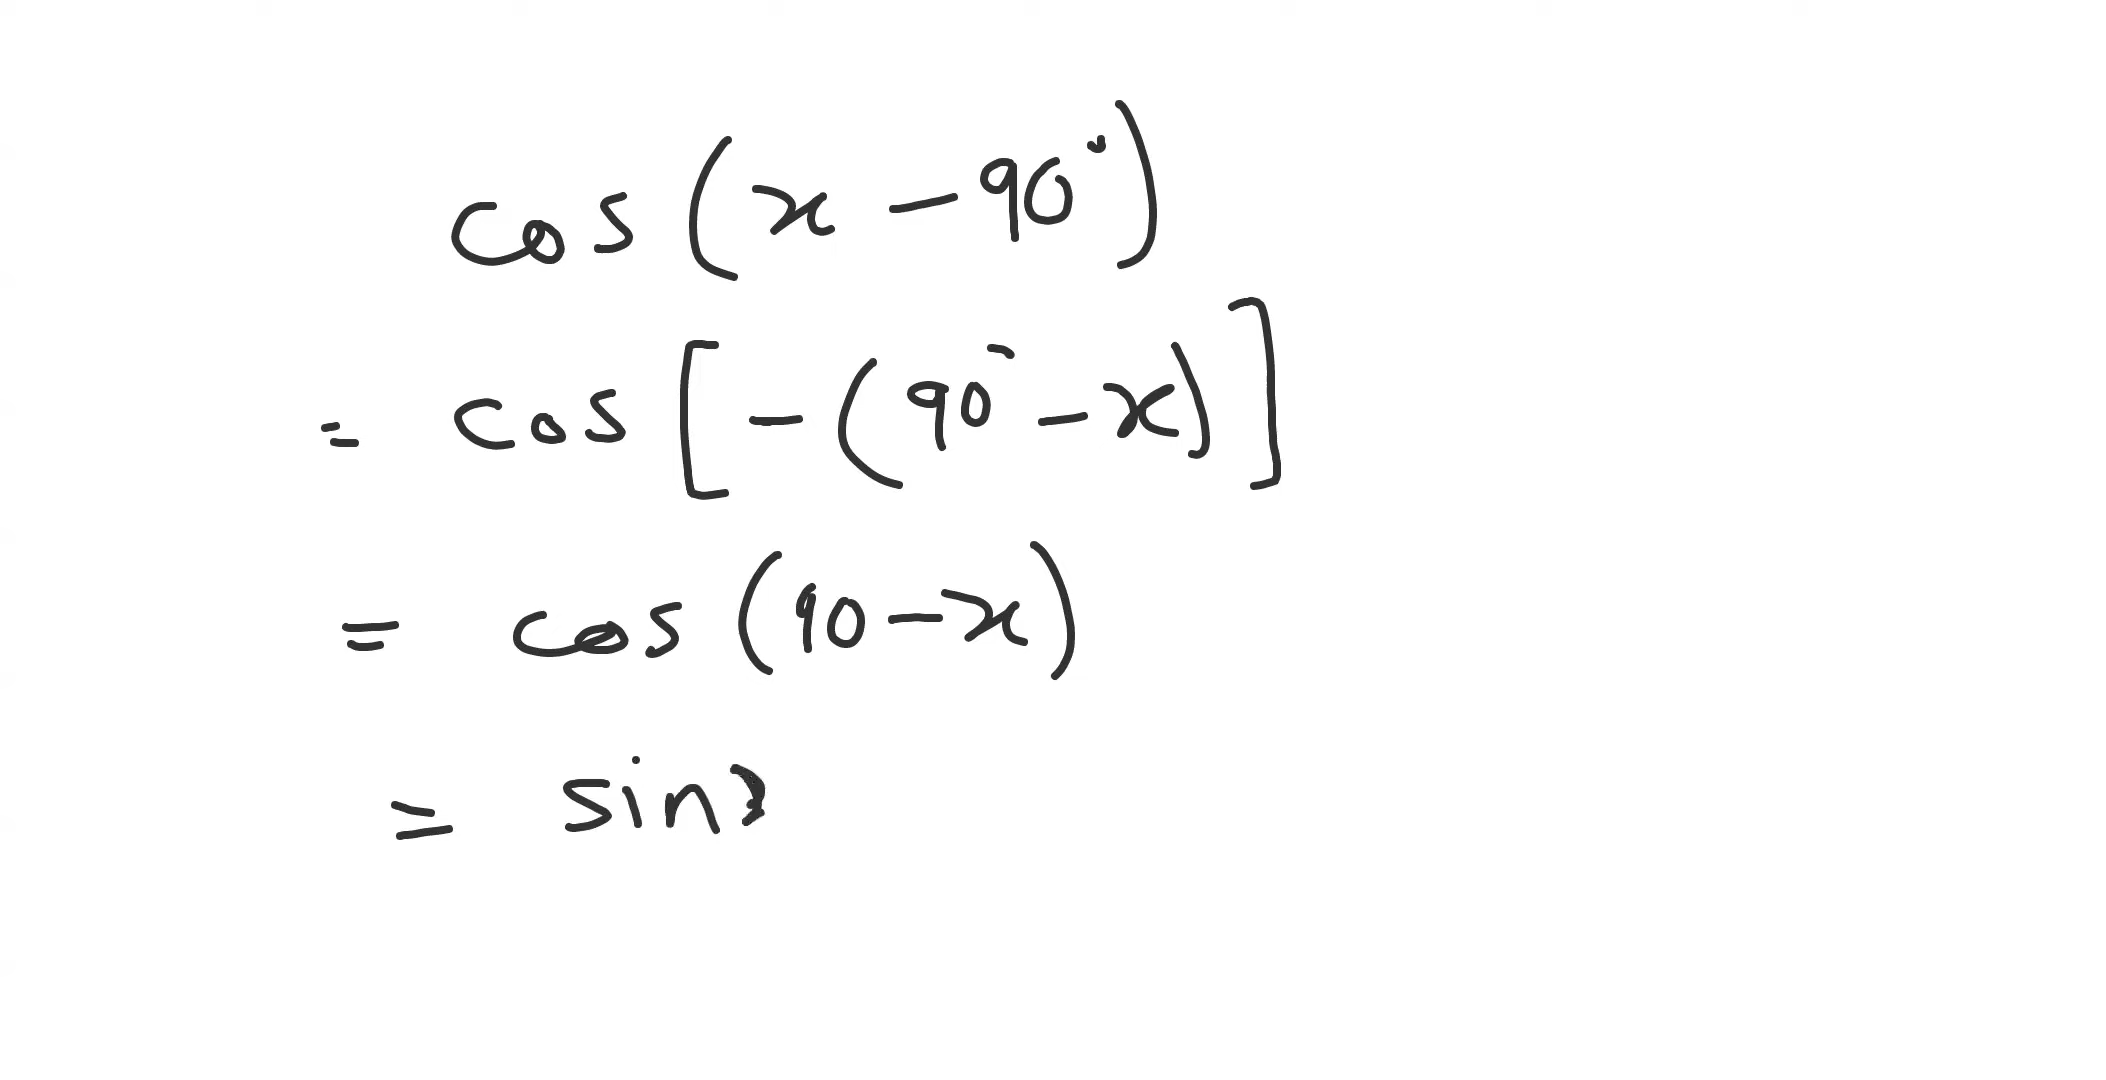 cos (x - 90°)
= cos [- (90° - x)]
= cos (90 - x)
= sin